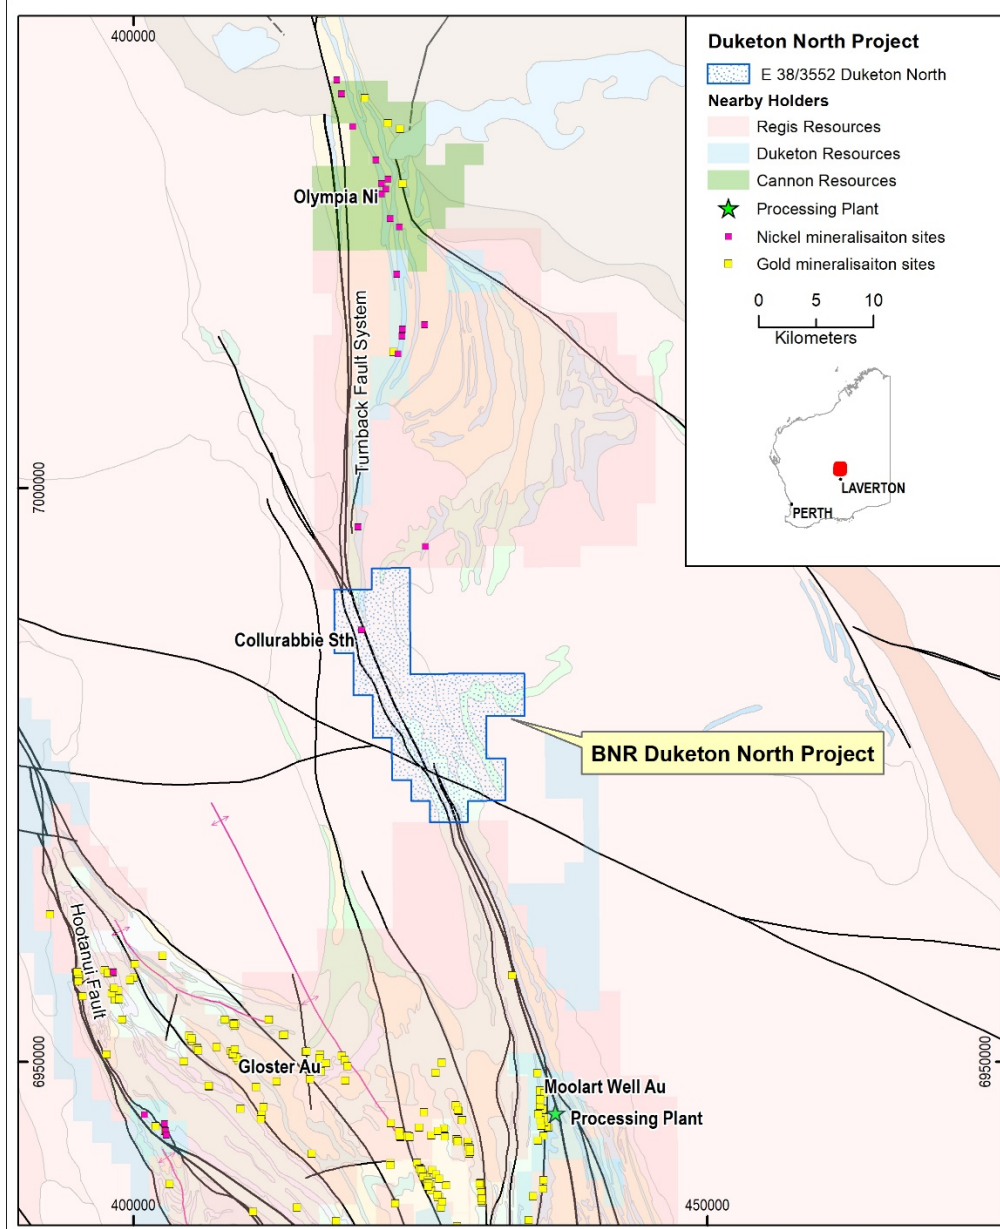 400000
Duketon North Project
E 38/3552 Duketon North
Nearby Holders
Regis Resources
Duketon Resources
Cannon Resources
Processing Plant
Nickel mineralisaiton sites
Gold mineralisaiton sites
0 5 10
Kilometers
LAVERTON
PERTH
Olympia Ni
Turnback Fault System
7000000
Collurabbie Sth
BNR Duketon North Project
Hootanui Fault
Gloster Au
Moolart Well Au
Processing Plant
6950000
6950000
400000
450000